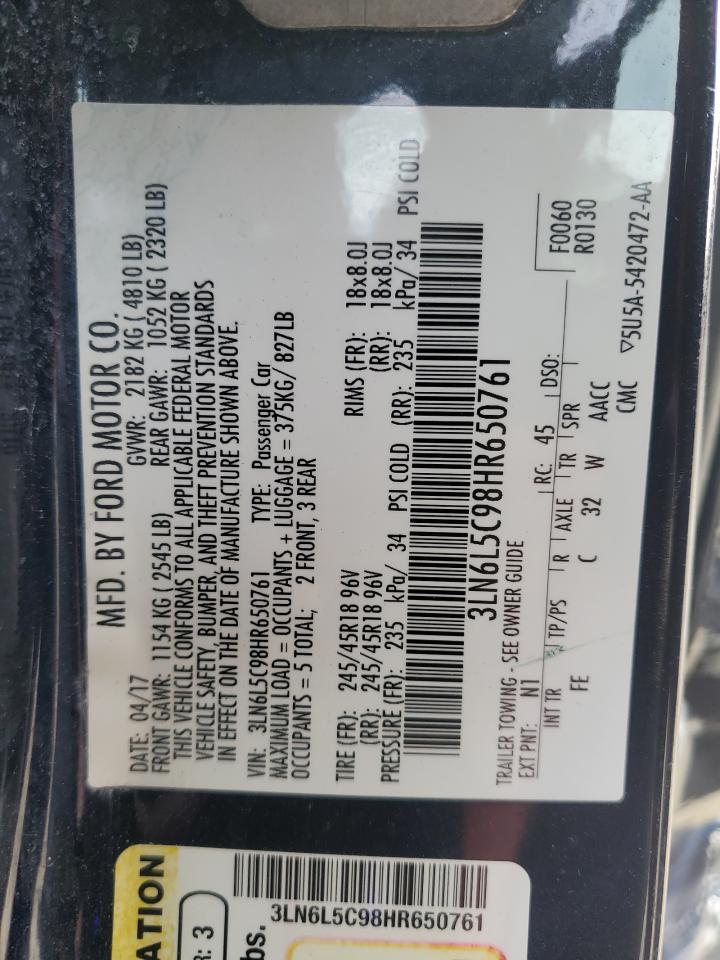 MFD. BY FORD MOTOR CO.
DATE: 04/17 GVWR: 2182 KG ( 4810 LB)
FRONT GAWR: 1154 KG ( 2545 LB) REAR GAWR: 1052 KG ( 2320 LB)
THIS VEHICLE CONFORMS TO ALL APPLICABLE FEDERAL MOTOR
VEHICLE SAFETY, BUMPER, AND THEFT PREVENTION STANDARDS
IN EFFECT ON THE DATE OF MANUFACTURE SHOWN ABOVE.
VIN: 3LN6L5C98HR650761 TYPE: Passenger Car
MAXIMUM LOAD = OCCUPANTS + LUGGAGE = 375KG/ 827LB
OCCUPANTS = 5 TOTAL; 2 FRONT, 3 REAR
TIRE (FR): 245/45R18 96V RIMS (FR): 18x8.0J
(RR): 245/45R18 96V (RR): 18x8.0J
PRESSURE (FR): 235 kPa/ 34 PSI COLD (RR): 235 kPa/ 34 PSI COLD
3LN6L5C98HR650761
TRAILER TOWING - SEE OWNER GUIDE
EXT PNT: N1 RC: 45 DSO: F0060
R0130
INT TR TP/PS R AXLE TR SPR
FE C 32 W AACC
CMC ▽5U5A-5420472-AA
ATION
R: 3
bs.
3LN6L5C98HR650761